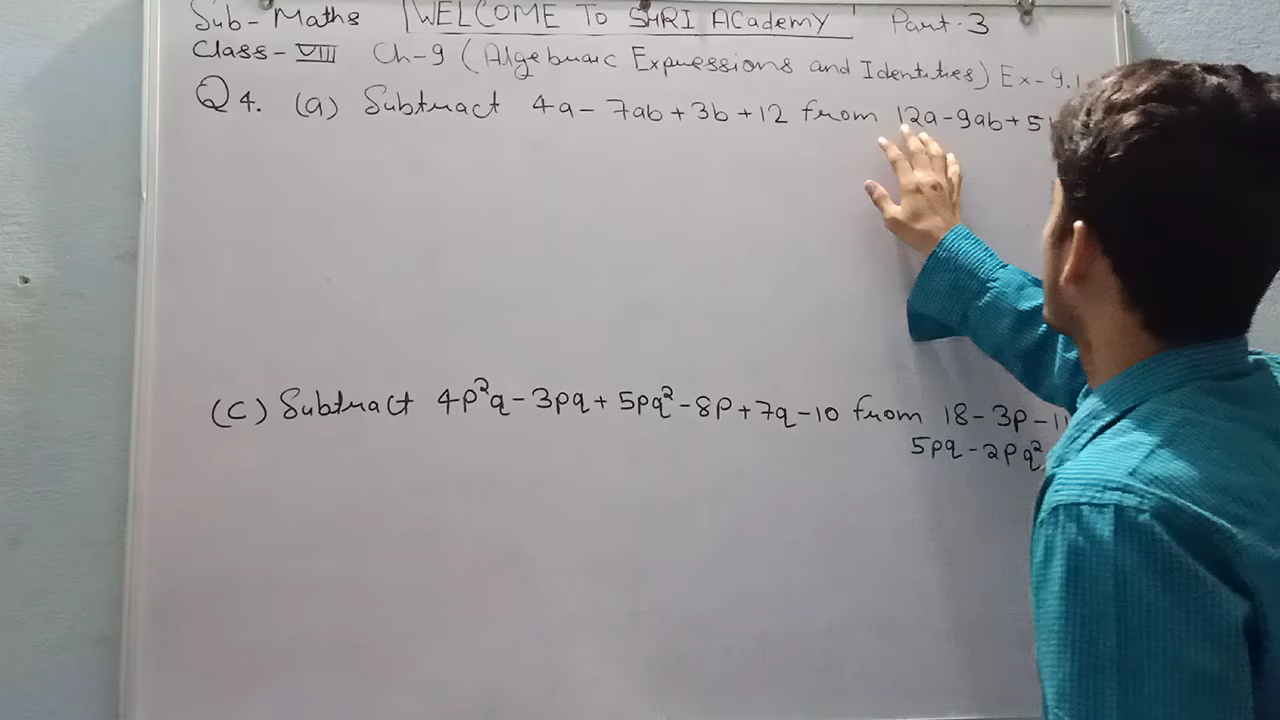 Sub- Maths WELCOME TO SHRI ACademy Part-3
Class-VIII Ch-9 (Algebraic Expressions and Identities) Ex-9.1
Q4. (a) Subtract 4a-7ab+3b+12 from 12a-9ab+5
(C) Subtract 4p²q-3pq+5pq²-8p+7q-10 from 18-3p-11
5pq-2pq²